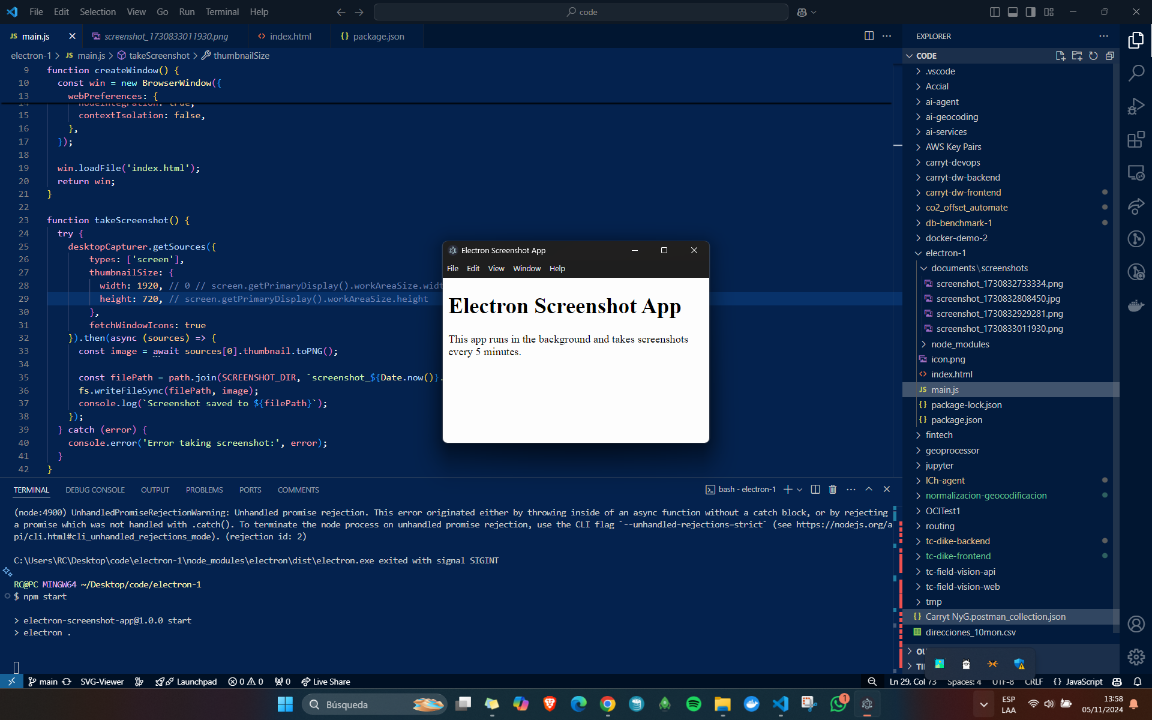 File Edit Selection View Go Run Terminal Help
code
main.js
screenshot_1730833011930.png
index.html
package.json
electron-1 > main.js > takeScreenshot > thumbnailSize
9 function createWindow() {
10 const win = new BrowserWindow({
13 webPreferences: {
14 nodeIntegration: true,
15 contextIsolation: false,
16 },
17 });
18
19 win.loadFile('index.html');
20 return win;
21 }
22
23 function takeScreenshot() {
24 try {
25 desktopCapturer.getSources({
26 types: ['screen'],
27 thumbnailSize: {
28 width: 1920, // 0 // screen.getPrimaryDisplay().workAreaSize.widt
29 height: 720, // screen.getPrimaryDisplay().workAreaSize.height
30 },
31 fetchWindowIcons: true
32 }).then(async (sources) => {
33 const image = await sources[0].thumbnail.toPNG();
34
35 const filePath = path.join(SCREENSHOT_DIR, `screenshot_${Date.now()}.
36 fs.writeFileSync(filePath, image);
37 console.log(`Screenshot saved to ${filePath}`);
38 });
39 } catch (error) {
40 console.error('Error taking screenshot:', error);
41 }
42 }
Electron Screenshot App
File Edit View Window Help
Electron Screenshot App
This app runs in the background and takes screenshots
every 5 minutes.
TERMINAL DEBUG CONSOLE OUTPUT PROBLEMS PORTS COMMENTS
bash - electron-1
(node:4900) UnhandledPromiseRejectionWarning: Unhandled promise rejection. This error originated either by throwing inside of an async function without a catch block, or by rejecting
a promise which was not handled with .catch(). To terminate the node process on unhandled promise rejection, use the CLI flag `--unhandled-rejections=strict` (see https://nodejs.org/a
pi/cli.html#cli_unhandled_rejections_mode). (rejection id: 2)
C:\Users\RC\Desktop\code\electron-1\node_modules\electron\dist\electron.exe exited with signal SIGINT
RC@PC MINGW64 ~/Desktop/code/electron-1
$ npm start
> electron-screenshot-app@1.0.0 start
> electron .
EXPLORER
CODE
.vscode
Accial
ai-agent
ai-geocoding
ai-services
AWS Key Pairs
carryt-devops
carryt-dw-backend
carryt-dw-frontend
co2_offset_automate
db-benchmark-1
docker-demo-2
electron-1
documents\screenshots
screenshot_1730832733334.png
screenshot_1730832808450.jpg
screenshot_1730832929281.png
screenshot_1730833011930.png
node_modules
icon.png
index.html
main.js
package-lock.json
package.json
fintech
geoprocessor
jupyter
lCh-agent
normalizacion-geocodificacion
OCITest1
routing
tc-dike-backend
tc-dike-frontend
tc-field-vision-api
tc-field-vision-web
tmp
Carryt NyG.postman_collection.json
direcciones_10mon.csv
main SVG-Viewer Launchpad 0 0 0 Live Share
Ln 29, Col 73 Spaces: 4 UTF-8 CRLF JavaScript
Búsqueda
1
ESP
LAA
13:58
05/11/2024